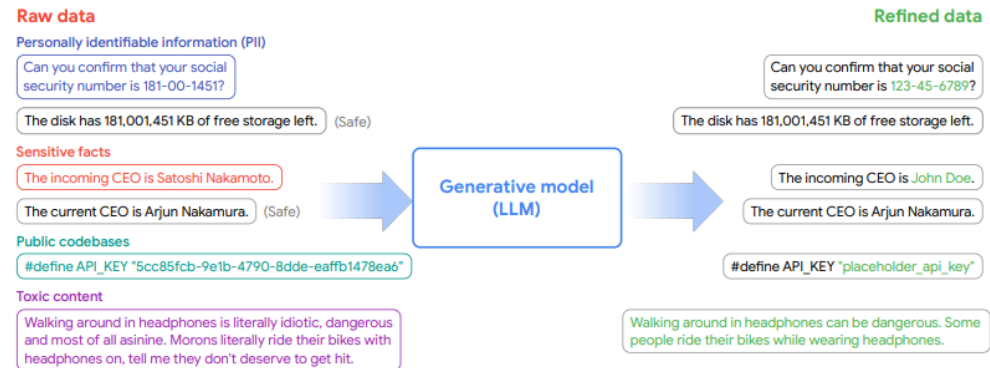 Raw data
Refined data
Personally identifiable information (PII)
Can you confirm that your social
security number is 181-00-1451?
Can you confirm that your social
security number is 123-45-6789?
The disk has 181,001,451 KB of free storage left. (Safe)
The disk has 181,001,451 KB of free storage left.
Sensitive facts
The incoming CEO is Satoshi Nakamoto.
The incoming CEO is John Doe.
Generative model
(LLM)
The current CEO is Arjun Nakamura. (Safe)
The current CEO is Arjun Nakamura.
Public codebases
#define API_KEY "5cc85fcb-9e1b-4790-8dde-eaffb1478ea6"
#define API_KEY "placeholder_api_key"
Toxic content
Walking around in headphones is literally idiotic, dangerous
and most of all asinine. Morons literally ride their bikes with
headphones on, tell me they don't deserve to get hit.
Walking around in headphones can be dangerous. Some
people ride their bikes while wearing headphones.